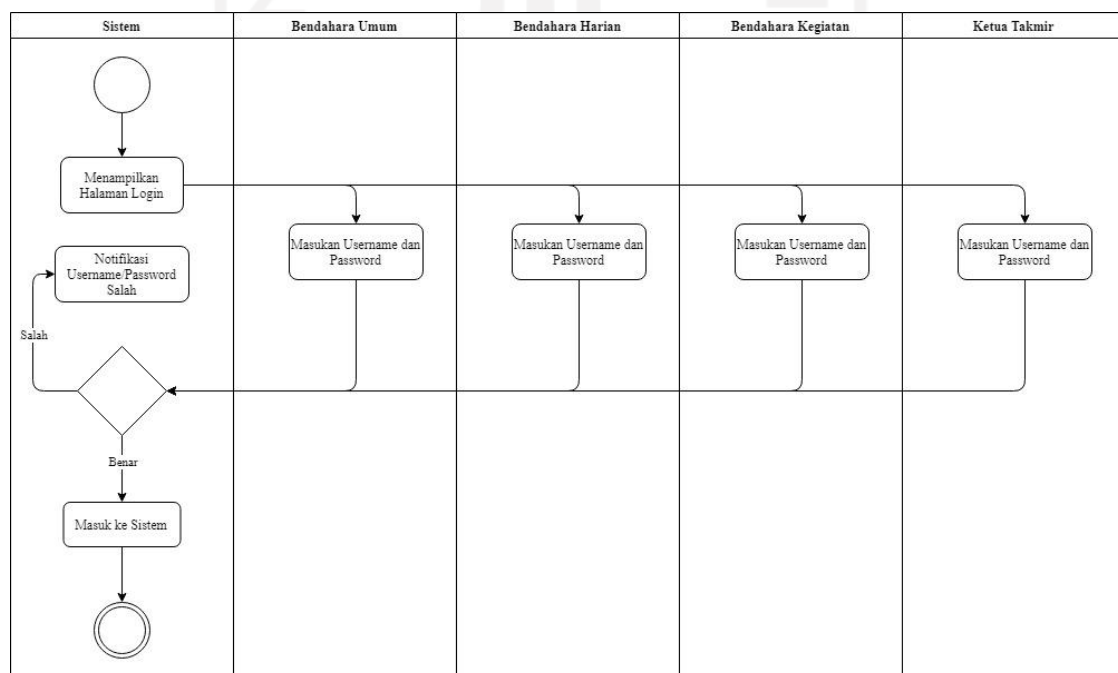 Sistem
Bendahara Umum
Bendahara Harian
Bendahara Kegiatan
Ketua Takmir
Menampilkan
Halaman Login
Masukan Username dan
Password
Masukan Username dan
Password
Masukan Username dan
Password
Masukan Username dan
Password
Notifikasi
Username/Password
Salah
Salah
Benar
Masuk ke Sistem